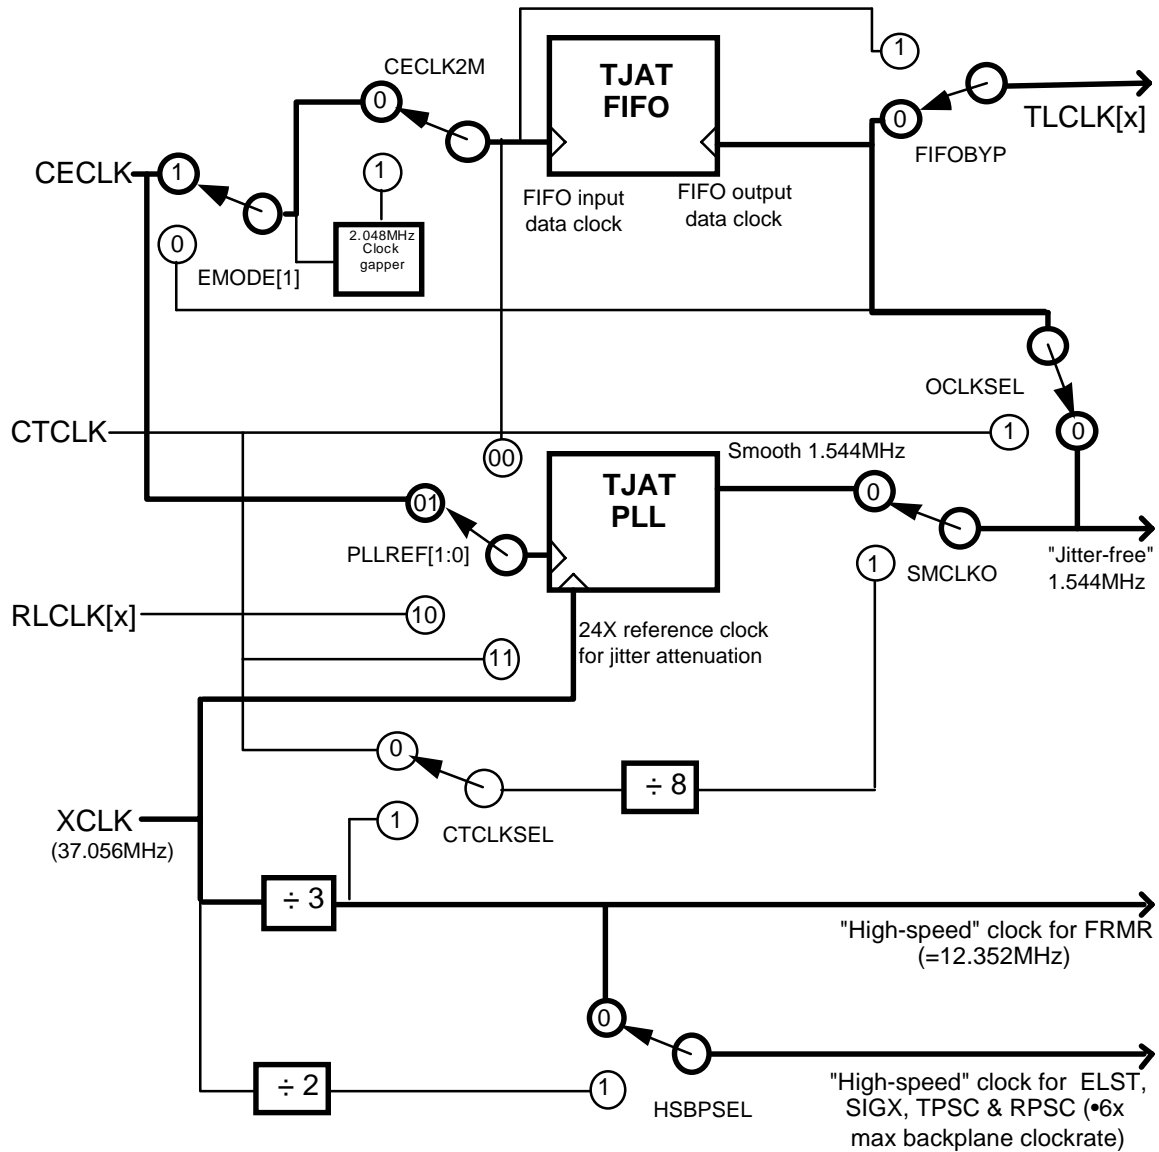 1
CECLK2M
TJAT
FIFO
0
0
TLCLK[x]
FIFOBYP
CECLK
1
1
FIFO input
data clock
FIFO output
data clock
0
2.048MHz
Clock
gapper
EMODE[1]
OCLKSEL
CTCLK
1
0
00
Smooth 1.544MHz
TJAT
PLL
01
0
PLLREF[1:0]
1
SMCLKO
"Jitter-free"
1.544MHz
RLCLK[x]
10
24X reference clock
for jitter attenuation
11
0
÷ 8
XCLK
(37.056MHz)
1
CTCLKSEL
÷ 3
"High-speed" clock for FRMR
(=12.352MHz)
0
÷ 2
1
HSBPSEL
"High-speed" clock for ELST,
SIGX, TPSC & RPSC (•6x
max backplane clockrate)